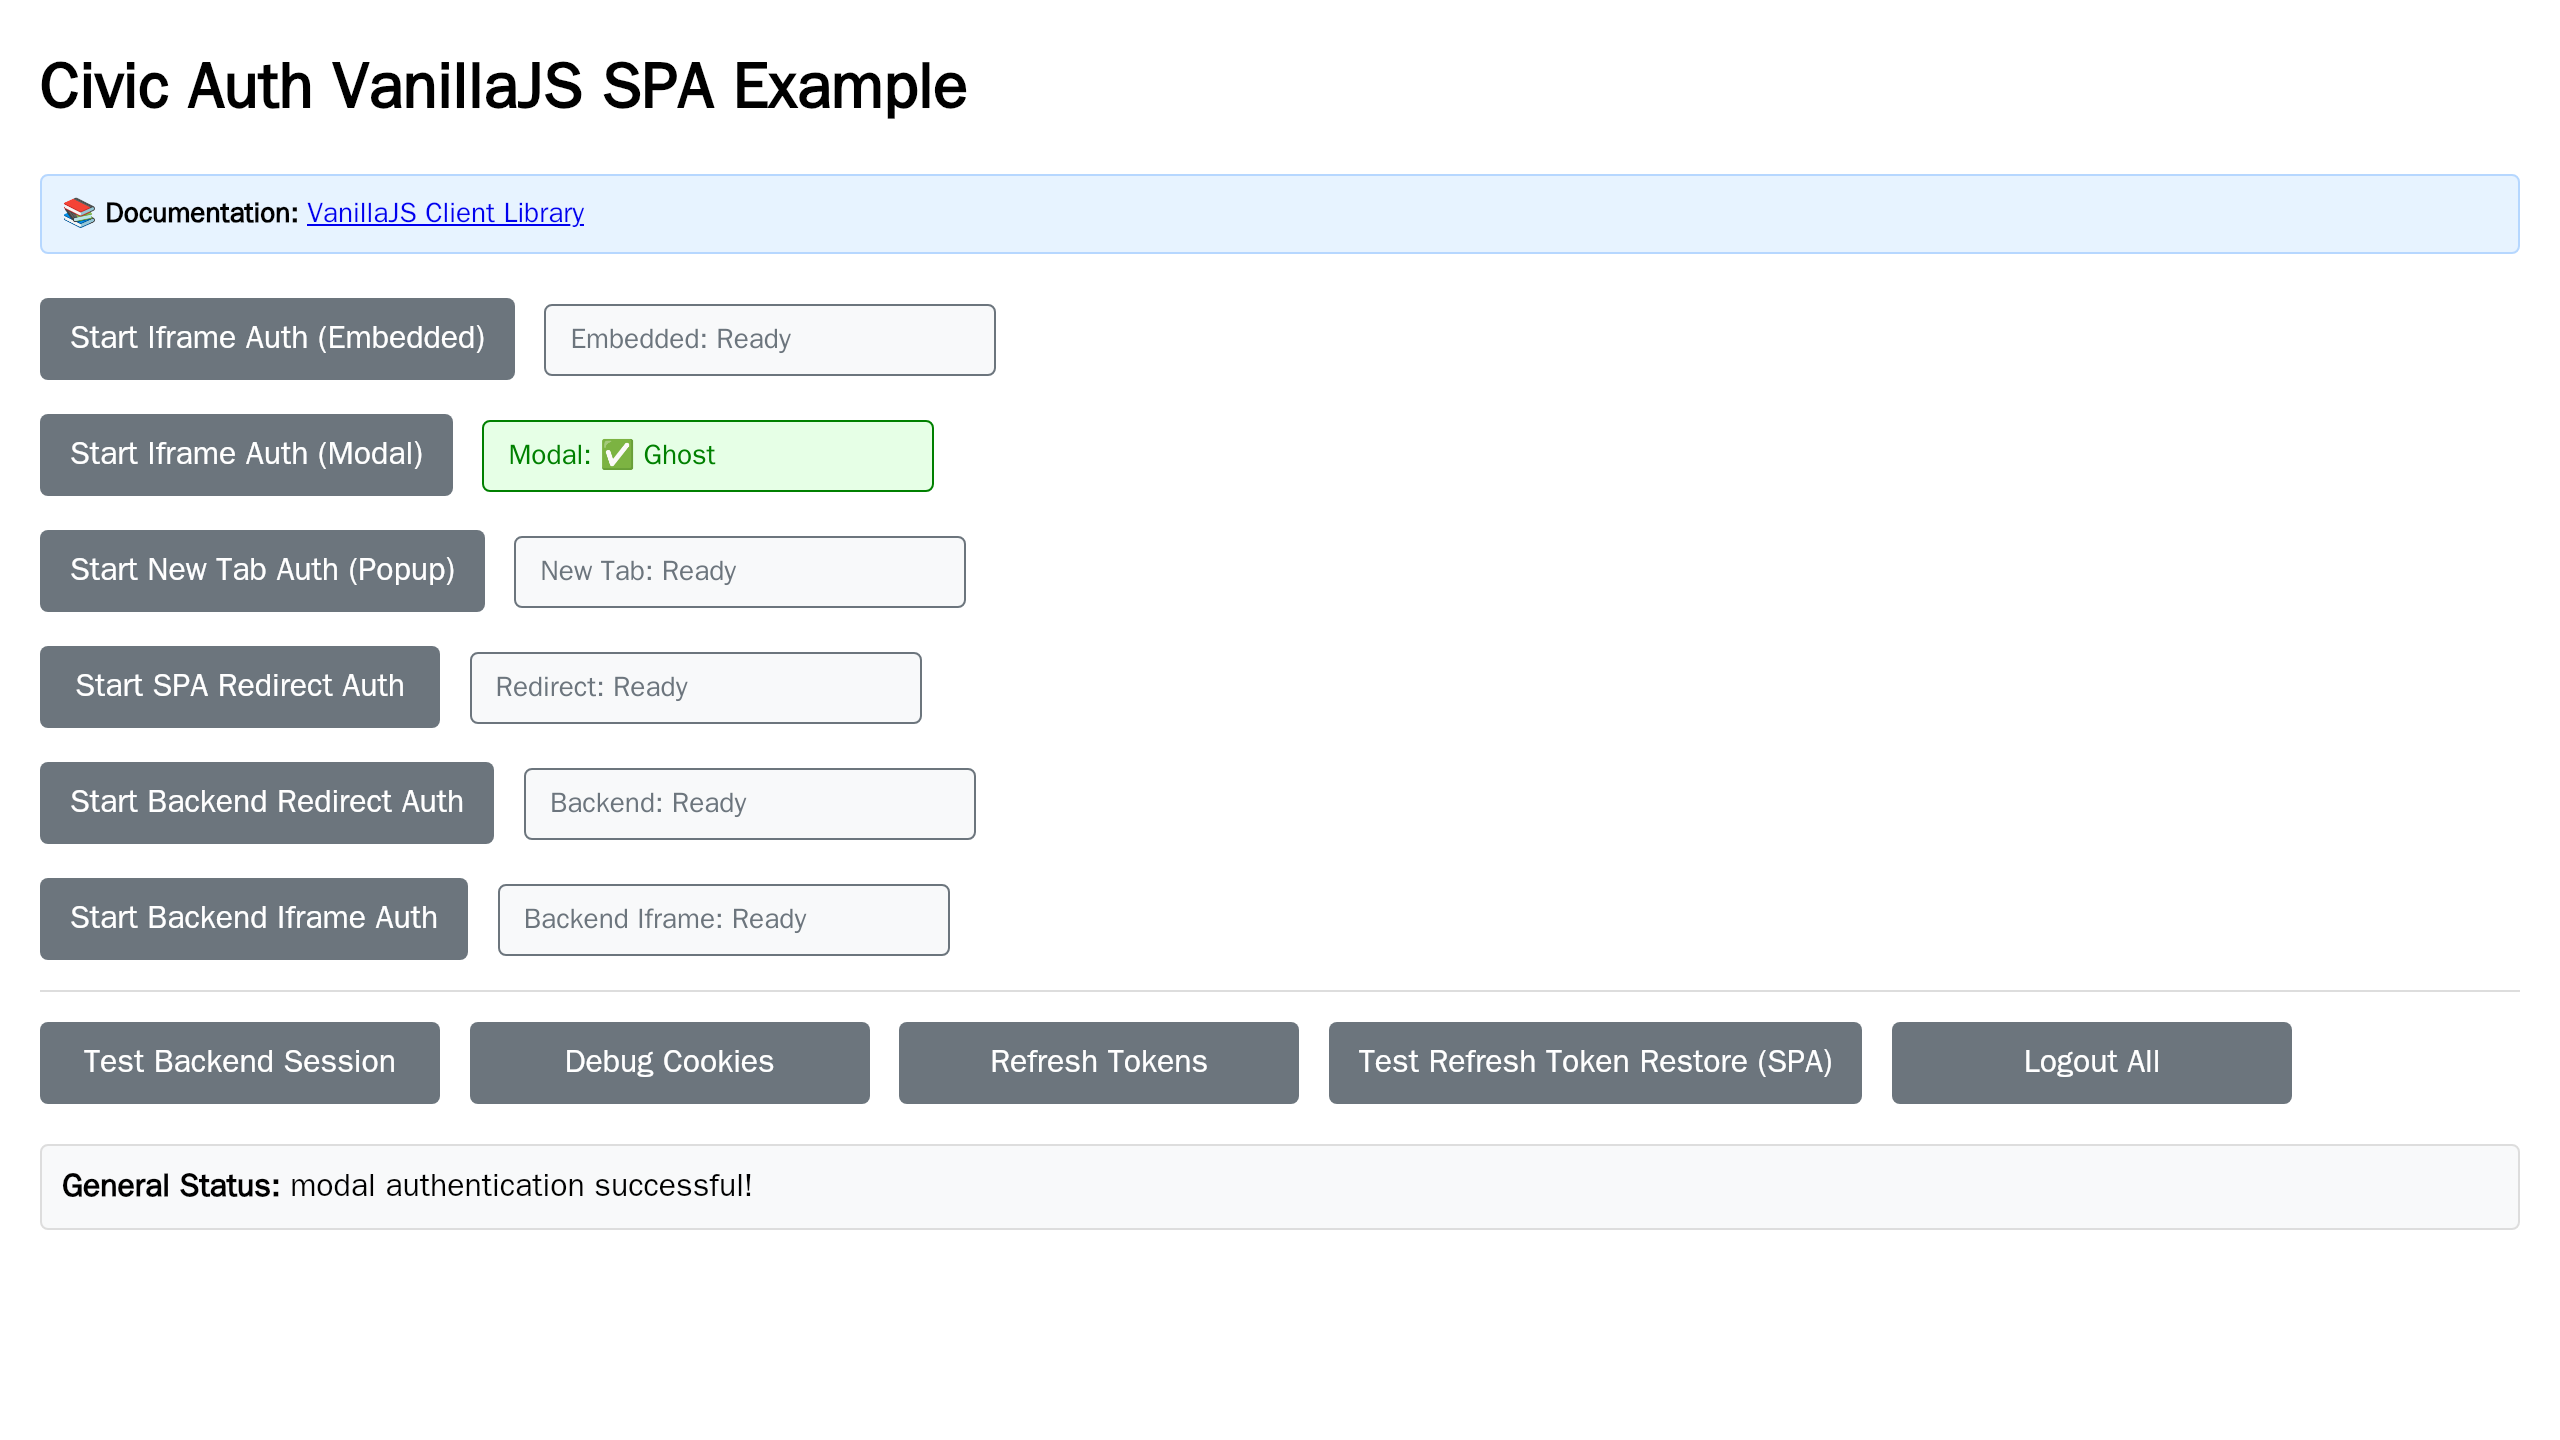 Civic Auth VanillaJS SPA Example
📚 Documentation: VanillaJS Client Library
Start Iframe Auth (Embedded) Embedded: Ready
Start Iframe Auth (Modal) Modal: ✅ Ghost
Start New Tab Auth (Popup) New Tab: Ready
Start SPA Redirect Auth Redirect: Ready
Start Backend Redirect Auth Backend: Ready
Start Backend Iframe Auth Backend Iframe: Ready
Test Backend Session Debug Cookies Refresh Tokens Test Refresh Token Restore (SPA) Logout All
General Status: modal authentication successful!